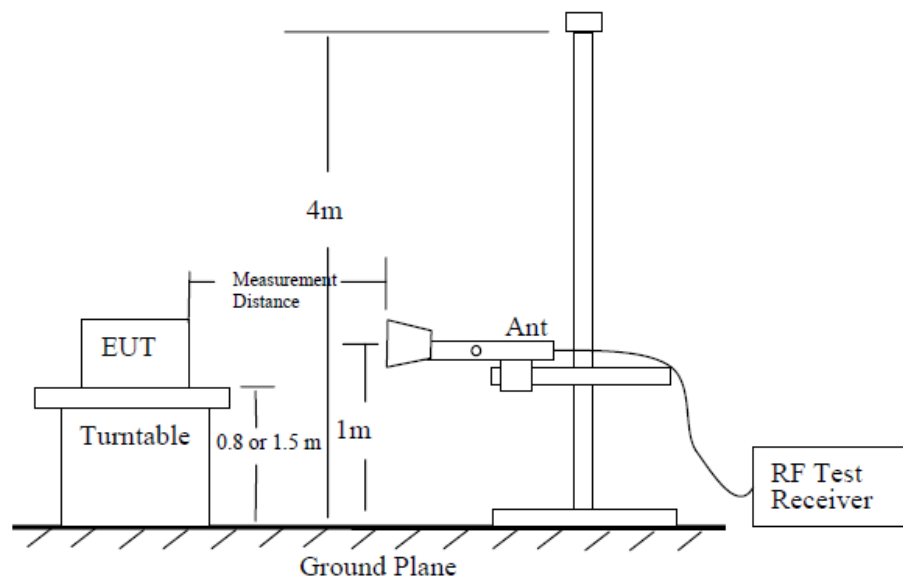 4m
Measurement
Distance
Ant
EUT
Turntable
0.8 or 1.5 m
1m
RF Test
Receiver
Ground Plane